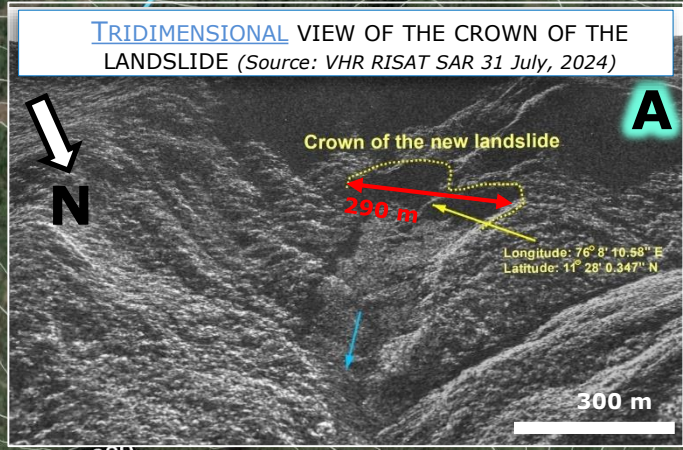 TRIDIMENSIONAL VIEW OF THE CROWN OF THE
LANDSLIDE (Source: VHR RISAT SAR 31 July, 2024)
A
N
Crown of the new landslide
290 m
Longitude: 76° 8' 10.58" E
Latitude: 11° 28' 0.347" N
300 m